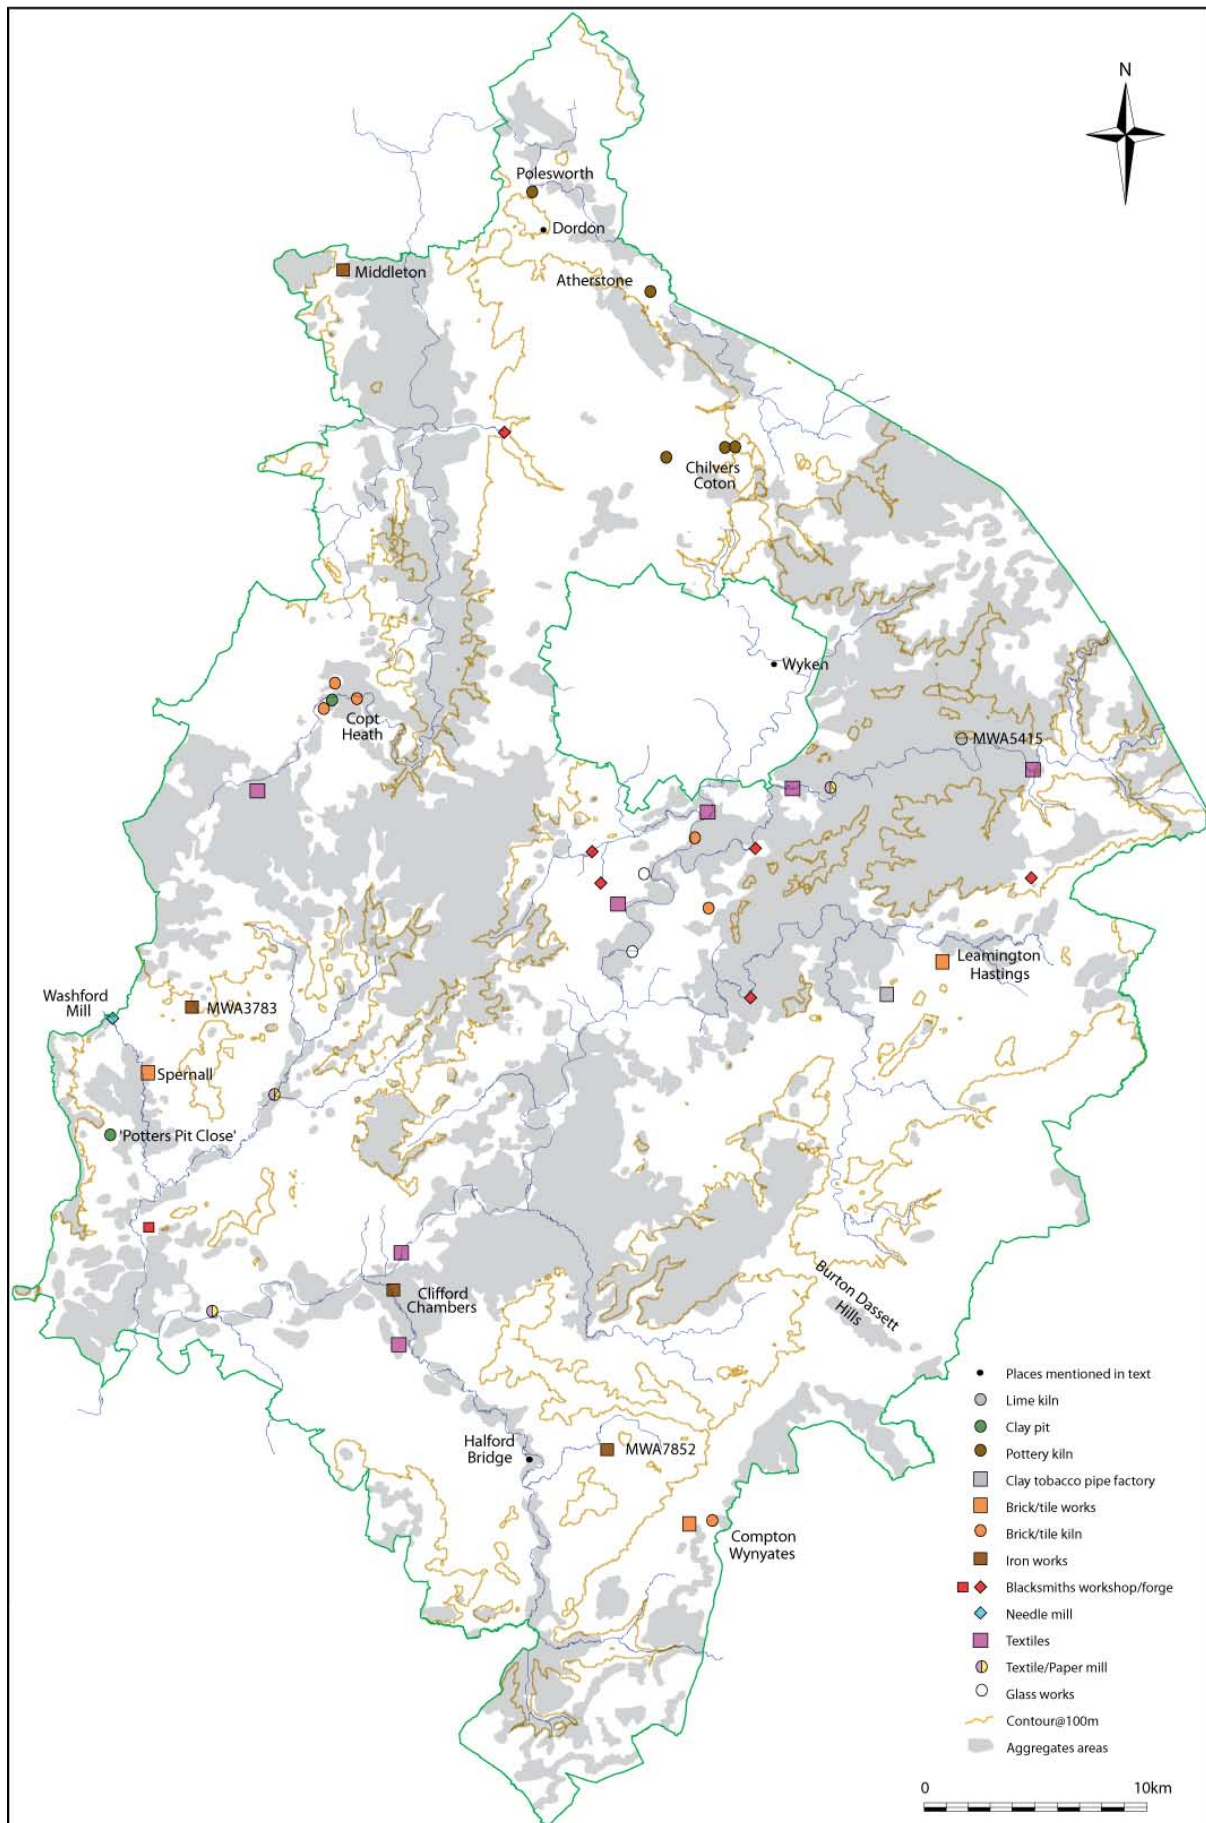 N
Polesworth
Dordon
Middleton
Atherstone
Chilvers
Coton
Wyken
Copt
Heath
MWA5415
Leamington
Hastings
Washford
Mill
MWA3783
Spernall
'Potters Pit Close'
Clifford
Chambers
Burton Dassett
Hills
Halford
Bridge
MWA7852
Compton
Wynyates
Places mentioned in text
Lime kiln
Clay pit
Pottery kiln
Clay tobacco pipe factory
Brick/tile works
Brick/tile kiln
Iron works
Blacksmiths workshop/forge
Needle mill
Textiles
Textile/Paper mill
Glass works
Contour@100m
Aggregates areas
0 10km